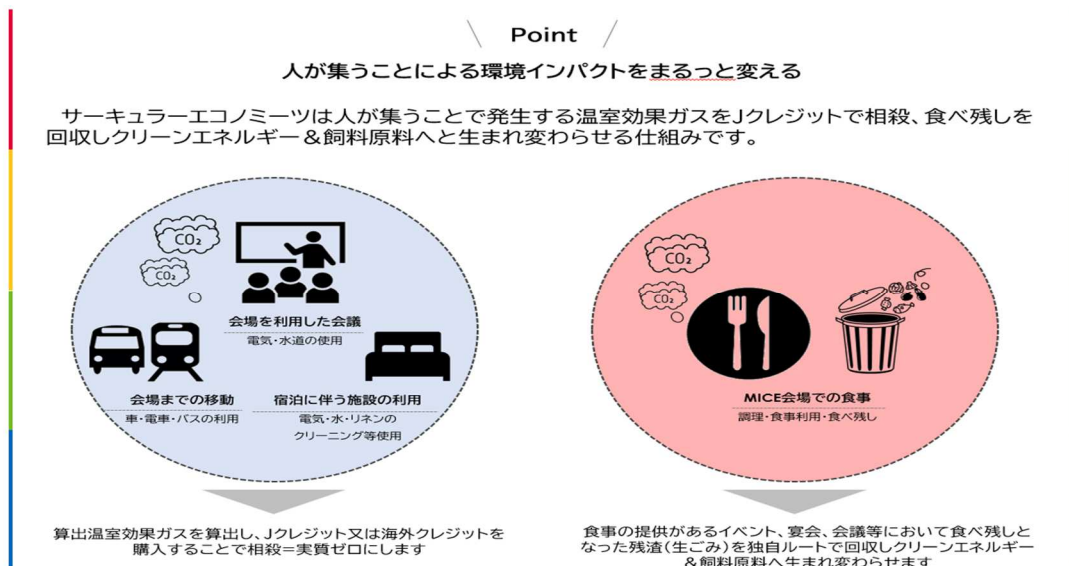 Point
人が集うことによる環境インパクトをまるっと変える
サーキュラーエコノミーツは人が集うことで発生する温室効果ガスをJクレジットで相殺、食べ残しを
回収しクリーンエネルギー＆飼料原料へと生まれ変わらせる仕組みです。
CO₂
CO₂
会場を利用した会議
電気・水道の使用
会場までの移動
車・電車・バスの利用
宿泊に伴う施設の利用
電気・水・リネンの
クリーニング等使用
算出温室効果ガスを算出し、Jクレジット又は海外クレジットを
購入することで相殺＝実質ゼロにします
CO₂
CO₂
MICE会場での食事
調理・食事利用・食べ残し
食事の提供があるイベント、宴会、会議等において食べ残しと
なった残渣（生ごみ）を独自ルートで回収しクリーンエネルギー
＆飼料原料へ生まれ変わらせます